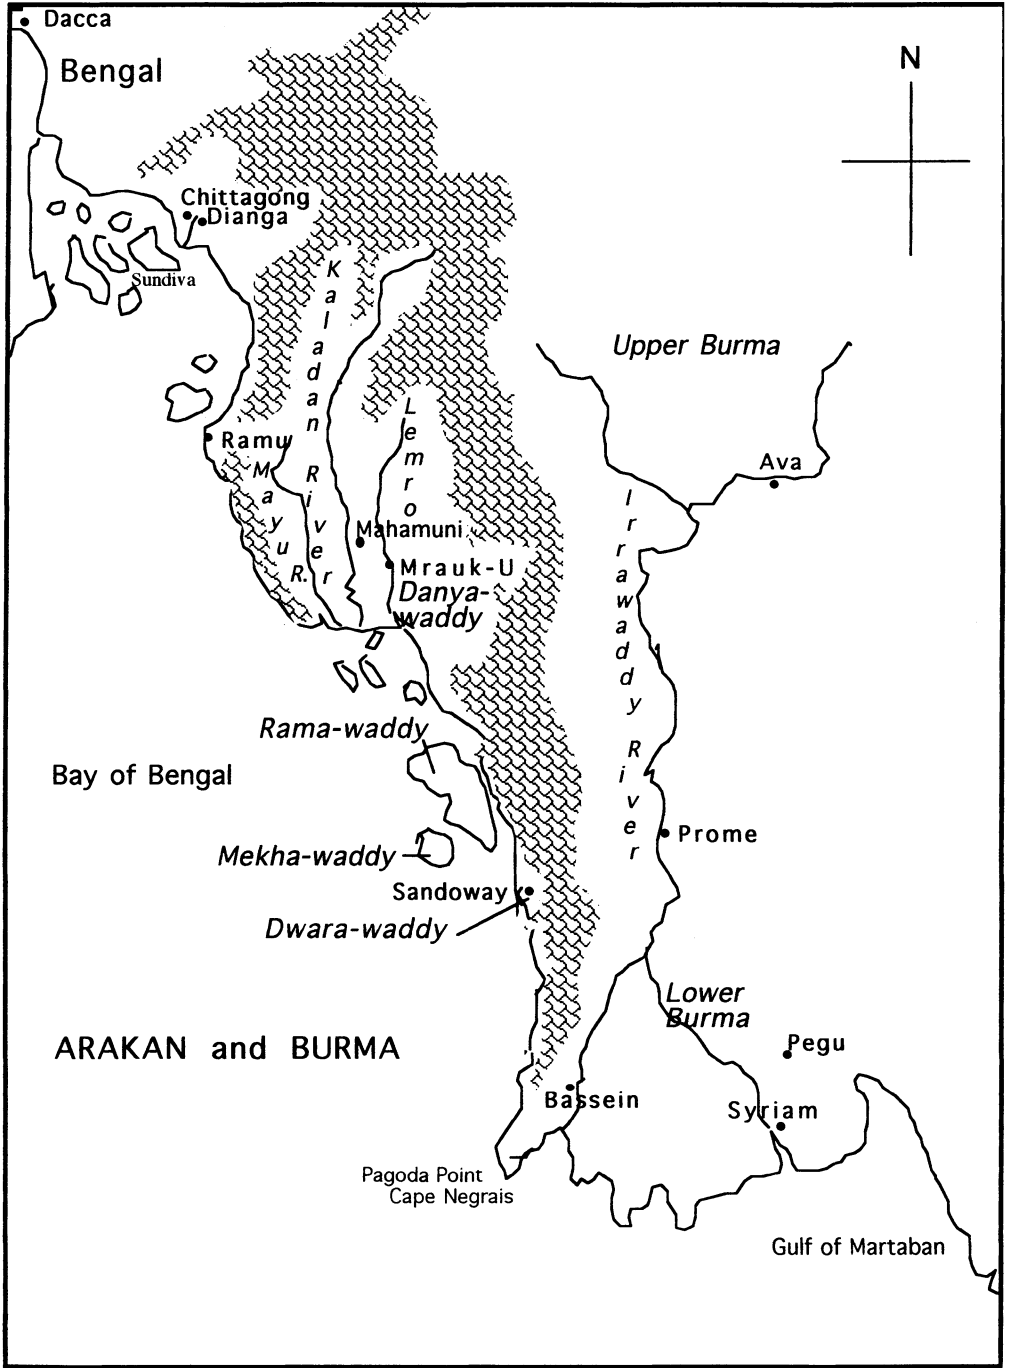 Dacca
Bengal
N
Chittagong
Dianga
Sundiva
Kaladan River
Upper Burma
Lemro
Ramu
Mayu R.
Ava
Irrawaddy River
Mahamuni
Mrauk-U
Danya-
waddy
Rama-waddy
Bay of Bengal
Prome
Mekha-waddy
Sandoway
Dwara-waddy
Lower
Burma
ARAKAN and BURMA
Pegu
Bassein
Syriam
Pagoda Point
Cape Negrais
Gulf of Martaban